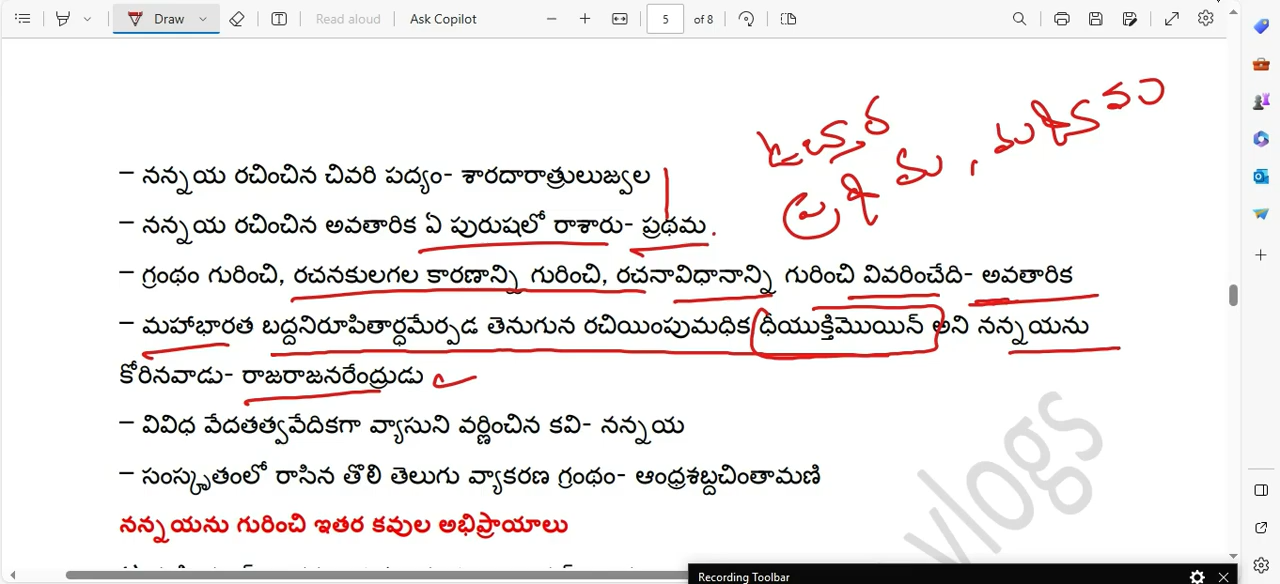 Draw
Read aloud
Ask Copilot
5 of 8
– నన్నయ రచించిన చివరి పద్యం- శారదారాత్రులుజ్వల
– నన్నయ రచించిన అవతారిక ఏ పురుషలో రాశారు- ప్రథమ
– గ్రంథం గురించి, రచనకులగల కారణాన్ని గురించి, రచనావిధానాన్ని గురించి వివరించేది- అవతారిక
– మహాభారత బద్దనిరూపితార్ధమేర్పడ తెనుగున రచియింపుమధిక ధీయుక్తిమొయిన్ అని నన్నయను
కోరినవాడు- రాజరాజనరేంద్రుడు
– వివిధ వేదతత్వవేదికగా వ్యాసుని వర్ణించిన కవి- నన్నయ
– సంస్కృతంలో రాసిన తొలి తెలుగు వ్యాకరణ గ్రంథం- ఆంధ్రశబ్దచింతామణి
నన్నయను గురించి ఇతర కవుల అభిప్రాయాలు
vlogs
Recording Toolbar